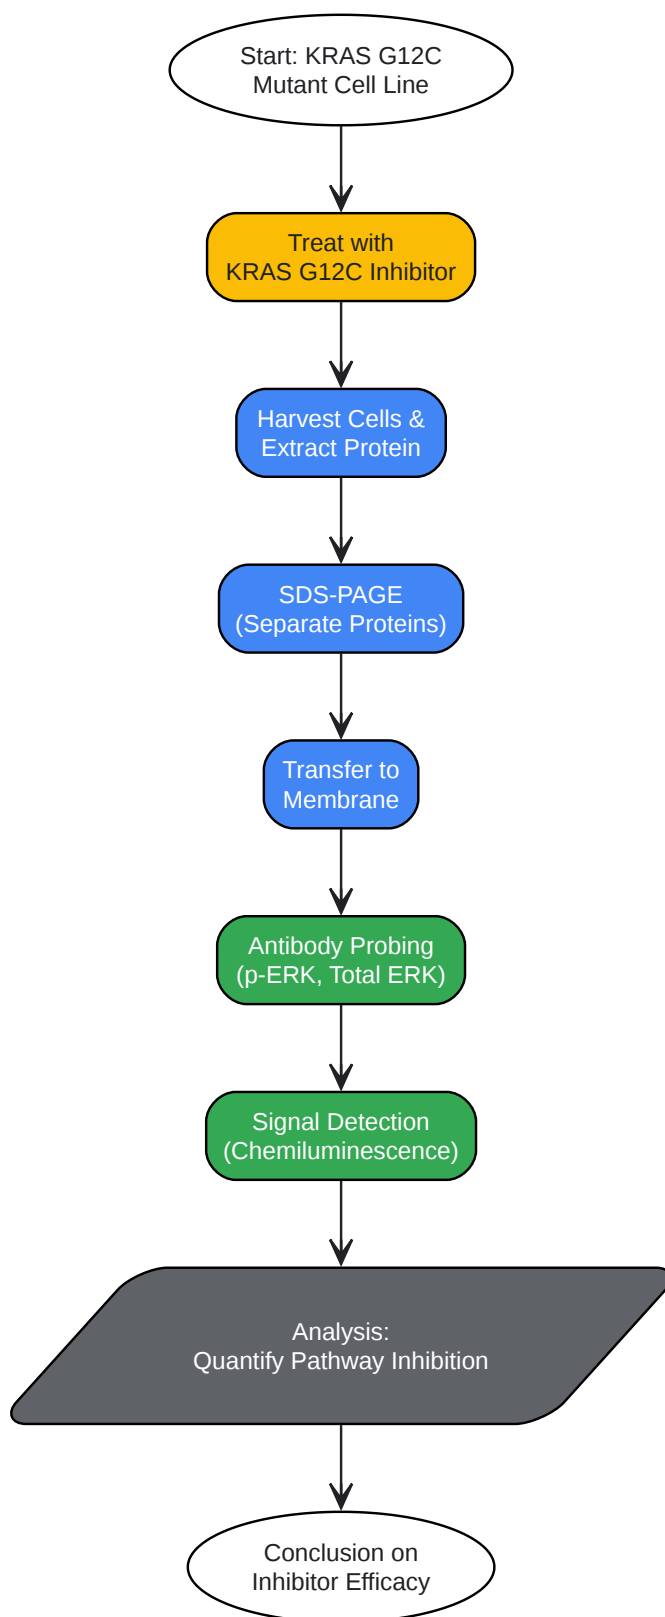 Start: KRAS G12C
Mutant Cell Line
Treat with
KRAS G12C Inhibitor
Harvest Cells &
Extract Protein
SDS-PAGE
(Separate Proteins)
Transfer to
Membrane
Antibody Probing
(p-ERK, Total ERK)
Signal Detection
(Chemiluminescence)
Analysis:
Quantify Pathway Inhibition
Conclusion on
Inhibitor Efficacy